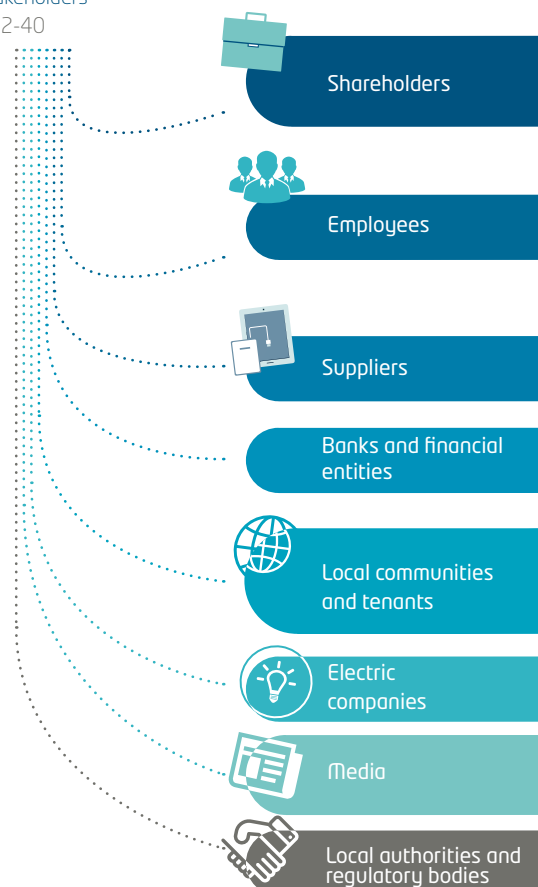 2-40
Shareholders
Employees
Suppliers
Banks and financial
entities
Local communities
and tenants
Electric
companies
Media
Local authorities and
regulatory bodies